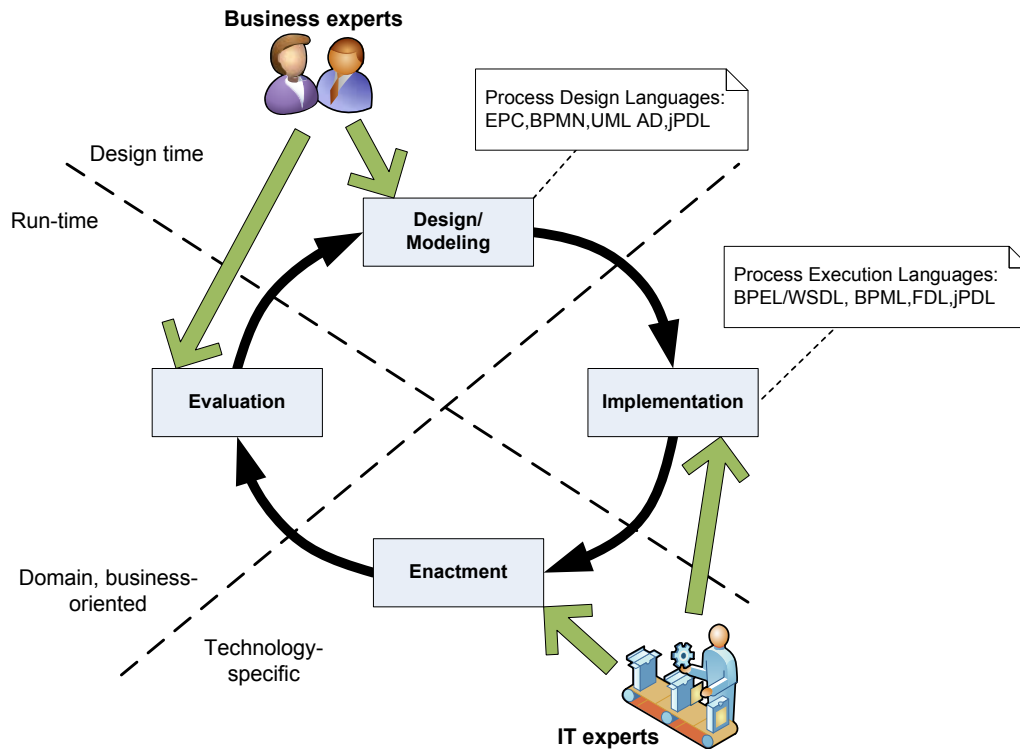 Business experts
Process Design Languages:
EPC,BPMN,UML AD,jPDL
Design time
Run-time
Design/
Modeling
Process Execution Languages:
BPEL/WSDL, BPML,FDL,jPDL
Evaluation
Implementation
Enactment
Domain, business-
oriented
Technology-
specific
IT experts